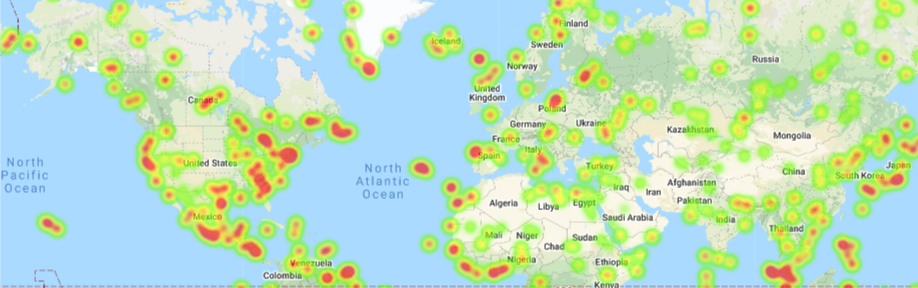 Finland
Iceland
Sweden
Norway
Russia
United
Kingdom
Canada
Poland
Germany
Ukraine
Kazakhstan
Mongolia
France
North
Pacific
Ocean
United States
North
Atlantic
Ocean
Spain
Italy
Turkey
China
South Korea
Japan
Iraq
Iran
Afghanistan
Pakistan
Algeria
Libya
Egypt
Saudi Arabia
India
Mexico
Mali
Niger
Chad
Sudan
Thailand
Nigeria
Ethiopia
Venezuela
Colombia
Kenya